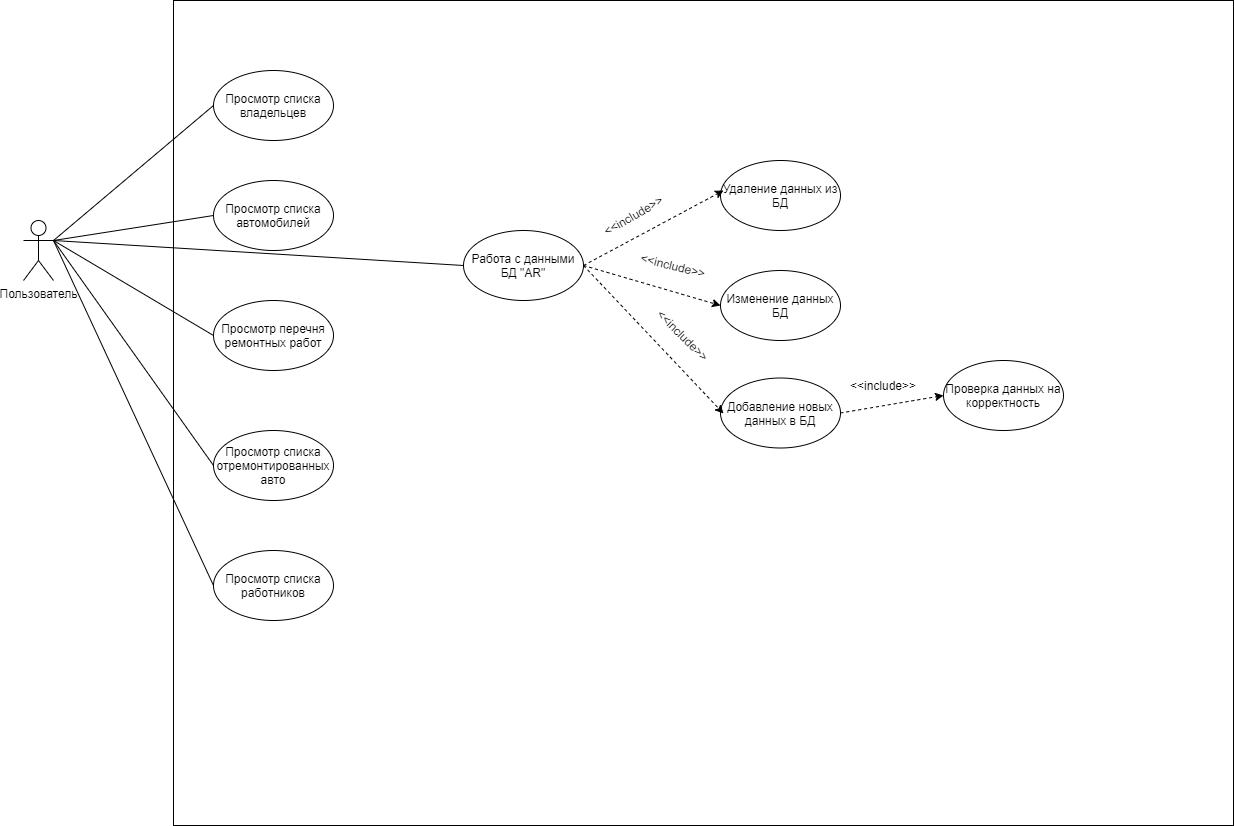 Просмотр списка
владельцев
Просмотр списка
автомобилей
Пользователь
Просмотр перечня
ремонтных работ
Просмотр списка
отремонтированных
авто
Просмотр списка
работников
Работа с данными
БД "AR"
<<include>>
Удаление данных из
БД
<<include>>
Изменение данных
БД
<<include>>
Добавление новых
данных в БД
<<include>>
Проверка данных на
корректность